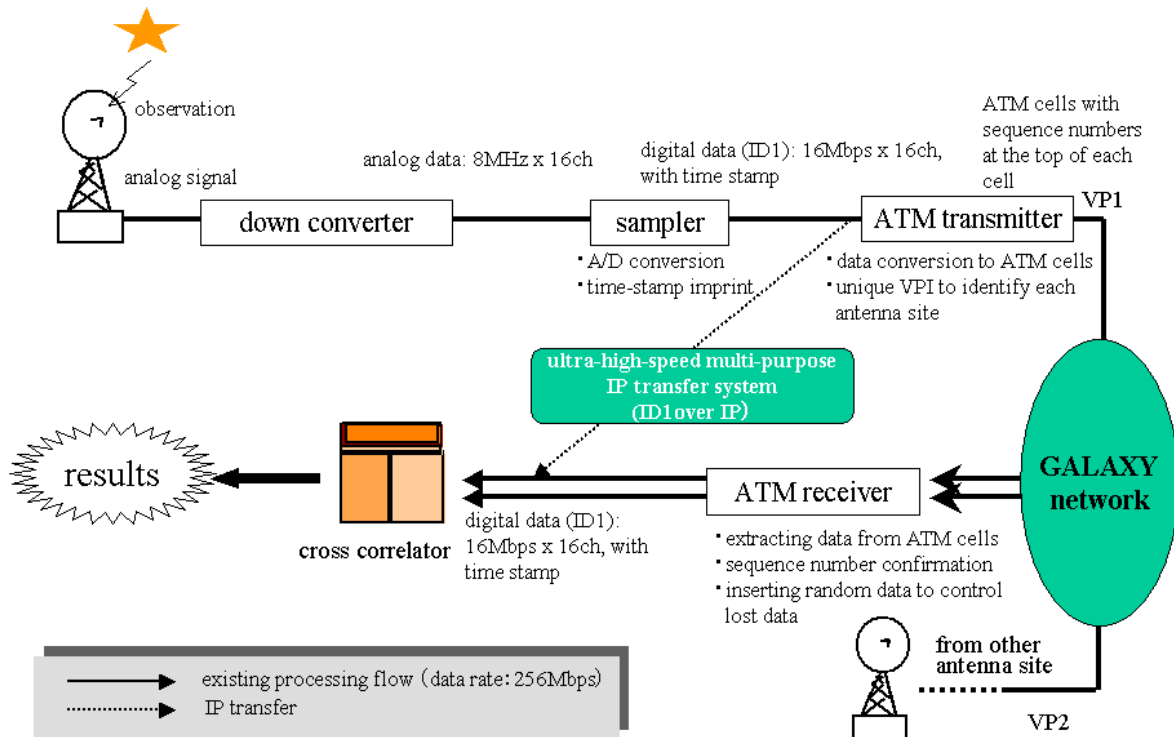 observation
analog signal
analog data: 8MHz x 16ch
digital data (ID1): 16Mbps x 16ch,
with time stamp
ATM cells with
sequence numbers
at the top of each
cell
VP1
down converter
sampler
ATM transmitter
・A/D conversion
・time-stamp imprint
・data conversion to ATM cells
・unique VPI to identify each
antenna site
ultra-high-speed multi-purpose
IP transfer system
(ID1over IP)
results
cross correlator
digital data (ID1):
16Mbps x 16ch, with
time stamp
ATM receiver
・extracting data from ATM cells
・sequence number confirmation
・inserting random data to control
lost data
GALAXY
network
from other
antenna site
VP2
existing processing flow (data rate: 256Mbps)
IP transfer